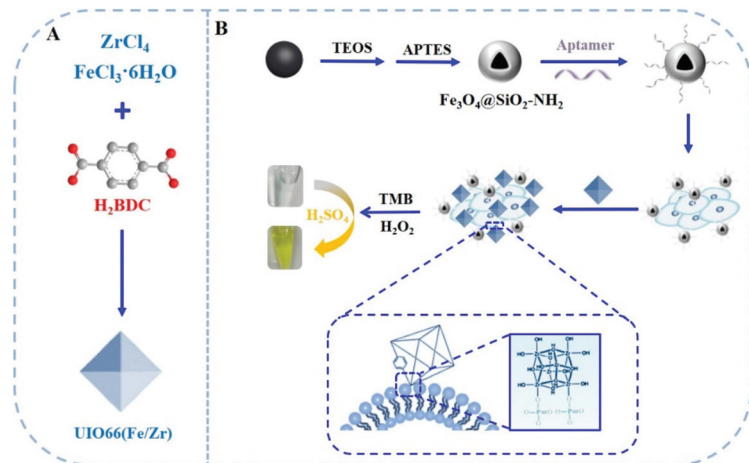 A
ZrCl4
FeCl3·6H2O
+
H2BDC
UIO66(Fe/Zr)
B
TEOS
APTES
Aptamer
Fe3O4@SiO2-NH2
H2SO4
TMB
H2O2